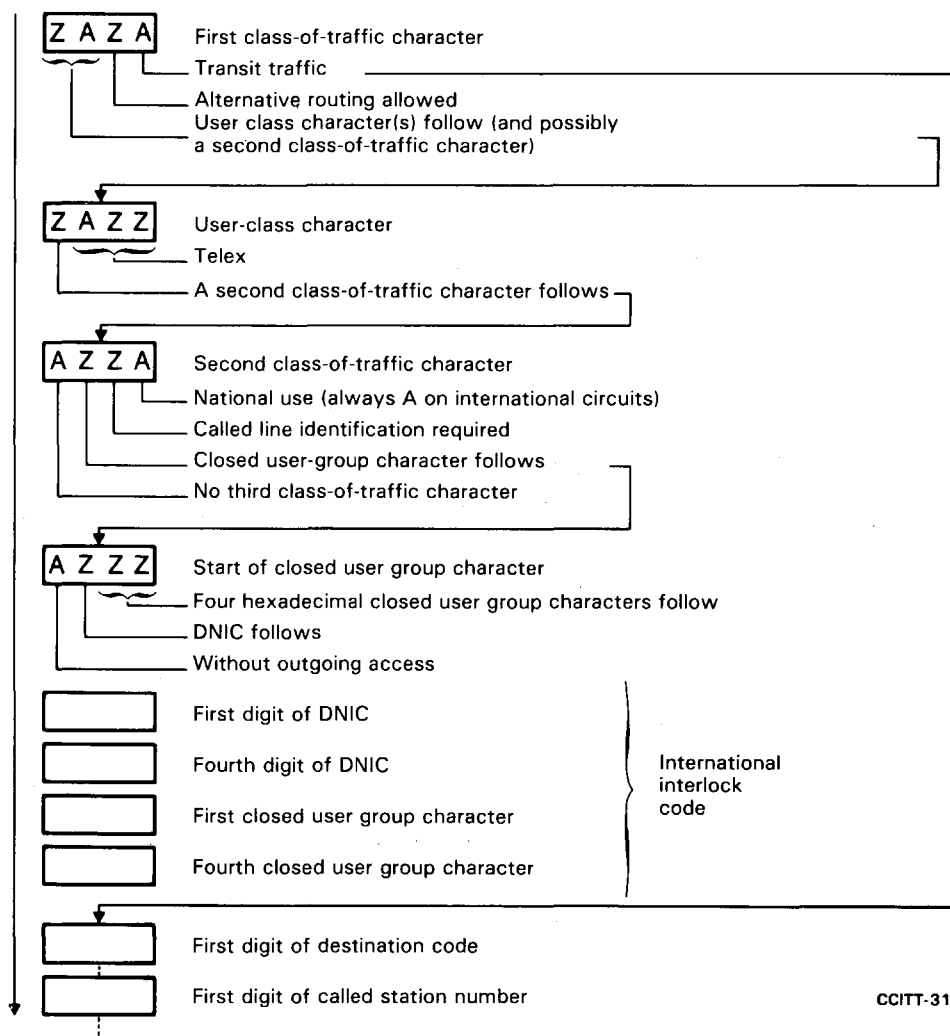 Z A Z A First class-of-traffic character
Transit traffic
Alternative routing allowed
User class character(s) follow (and possibly
a second class-of-traffic character)
Z A Z Z User-class character
Telex
A second class-of-traffic character follows
A Z Z A Second class-of-traffic character
National use (always A on international circuits)
Called line identification required
Closed user-group character follows
No third class-of-traffic character
A Z Z Z Start of closed user group character
Four hexadecimal closed user group characters follow
DNIC follows
Without outgoing access
First digit of DNIC
Fourth digit of DNIC
First closed user group character
Fourth closed user group character
International
interlock
code
First digit of destination code
First digit of called station number
CCITT-31